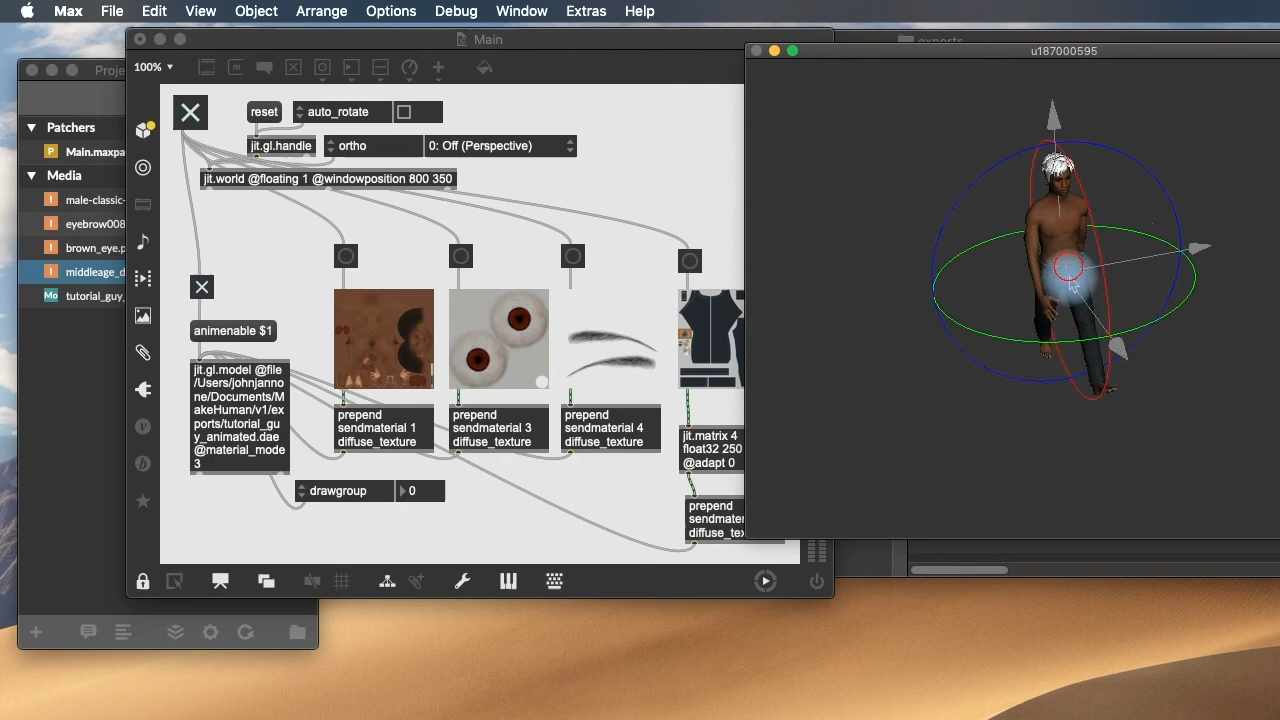 Max File Edit View Object Arrange Options Debug Window Extras Help
Main
exports
u187000595
100%
reset
auto_rotate
jit.gl.handle
ortho
0: Off (Perspective)
jit.world @floating 1 @windowposition 800 350
Patchers
Main.maxpa
Media
male-classic-
eyebrow008
brown_eye.p
middleage_d
Mo tutorial_guy_
animenable $1
jit.gl.model @file
/Users/johnjanno
ne/Documents/M
akeHuman/v1/ex
ports/tutorial_gu
y_animated.dae
@material_mode
3
prepend
sendmaterial 1
diffuse_texture
prepend
sendmaterial 3
diffuse_texture
prepend
sendmaterial 4
diffuse_texture
jit.matrix 4
float32 250
@adapt 0
drawgroup
0
prepend
sendmater
diffuse_tex